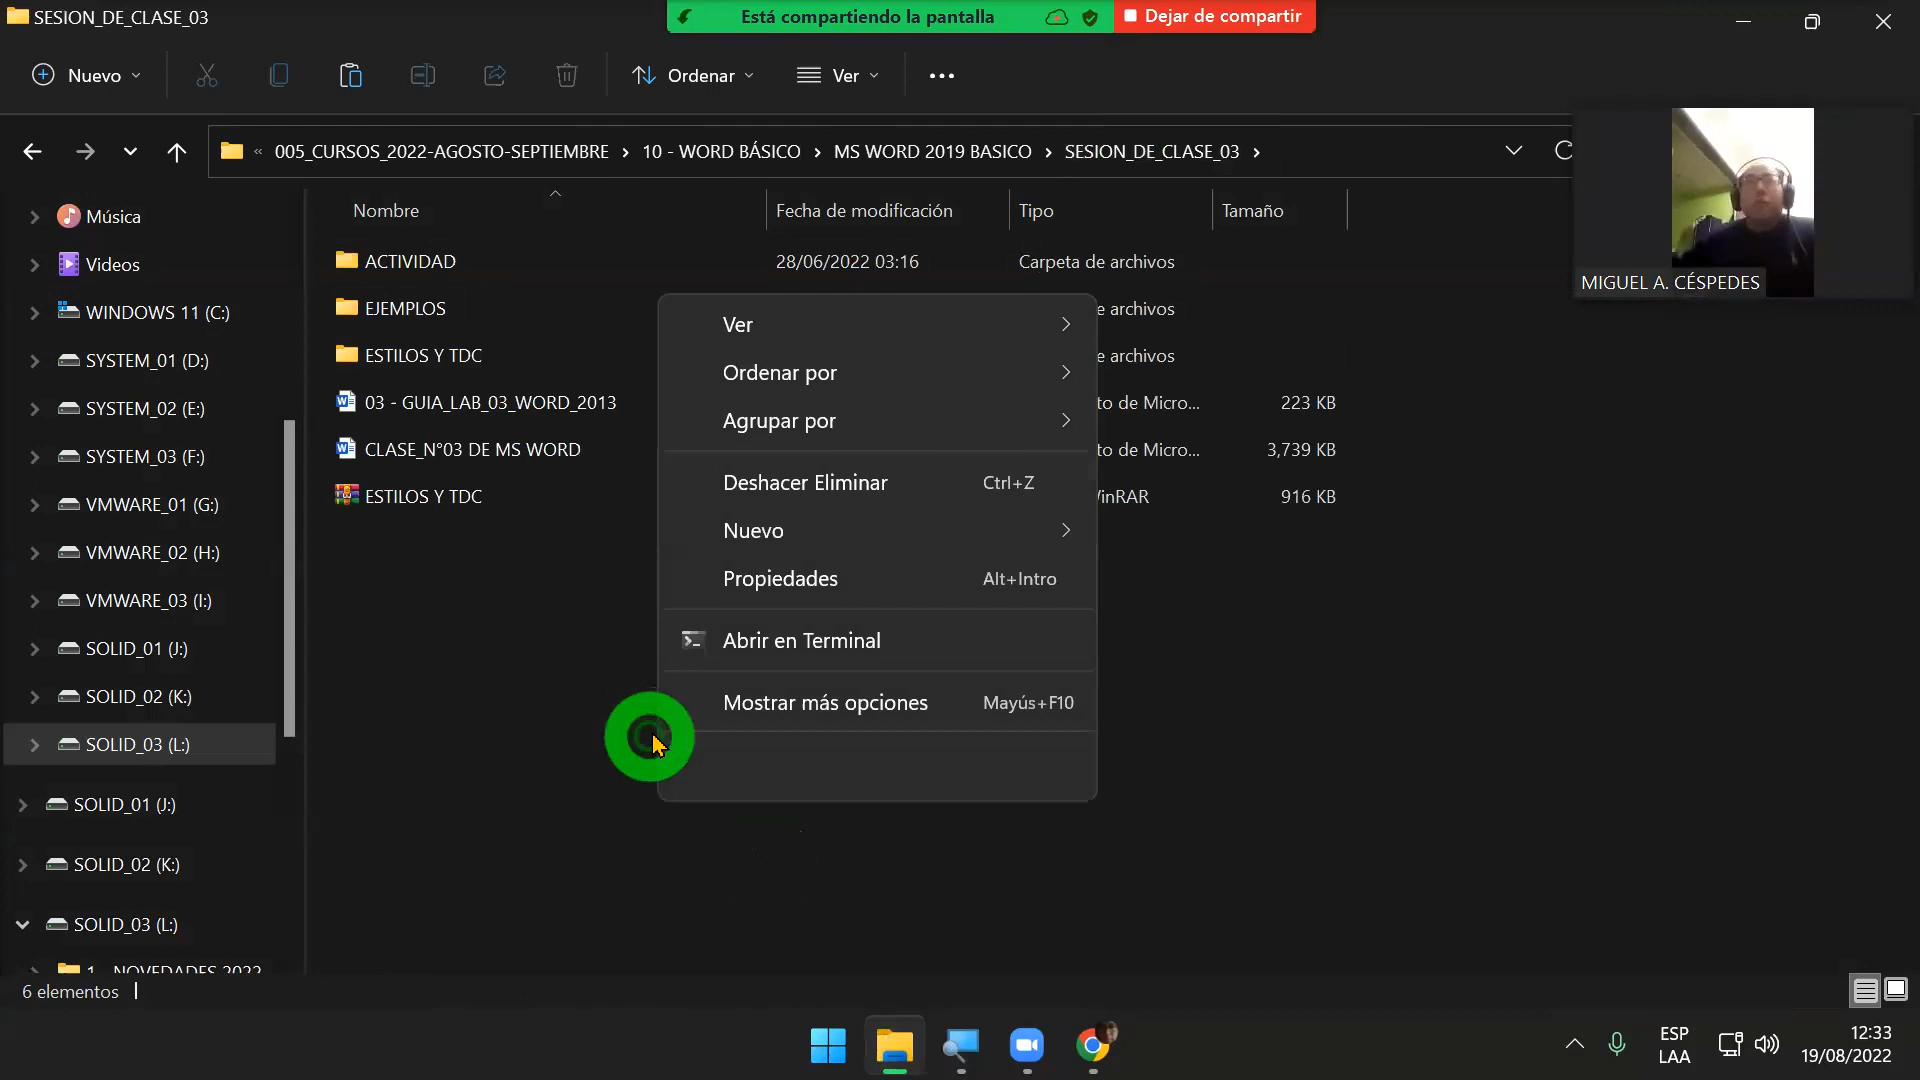 SESION_DE_CLASE_03
Está compartiendo la pantalla
Dejar de compartir
Nuevo
Ordenar
Ver
« 005_CURSOS_2022-AGOSTO-SEPTIEMBRE › 10 - WORD BÁSICO › MS WORD 2019 BASICO › SESION_DE_CLASE_03 ›
MIGUEL A. CÉSPEDES
Música
Videos
WINDOWS 11 (C:)
SYSTEM_01 (D:)
SYSTEM_02 (E:)
SYSTEM_03 (F:)
VMWARE_01 (G:)
VMWARE_02 (H:)
VMWARE_03 (I:)
SOLID_01 (J:)
SOLID_02 (K:)
SOLID_03 (L:)
SOLID_01 (J:)
SOLID_02 (K:)
SOLID_03 (L:)
1 - NOVEDADES 2022
Nombre Fecha de modificación Tipo Tamaño
ACTIVIDAD 28/06/2022 03:16 Carpeta de archivos
EJEMPLOS e archivos
ESTILOS Y TDC e archivos
03 - GUIA_LAB_03_WORD_2013 to de Micro... 223 KB
CLASE_N°03 DE MS WORD to de Micro... 3,739 KB
ESTILOS Y TDC WinRAR 916 KB
Ver
Ordenar por
Agrupar por
Deshacer Eliminar Ctrl+Z
Nuevo
Propiedades Alt+Intro
Abrir en Terminal
Mostrar más opciones Mayús+F10
6 elementos
ESP
LAA
12:33
19/08/2022